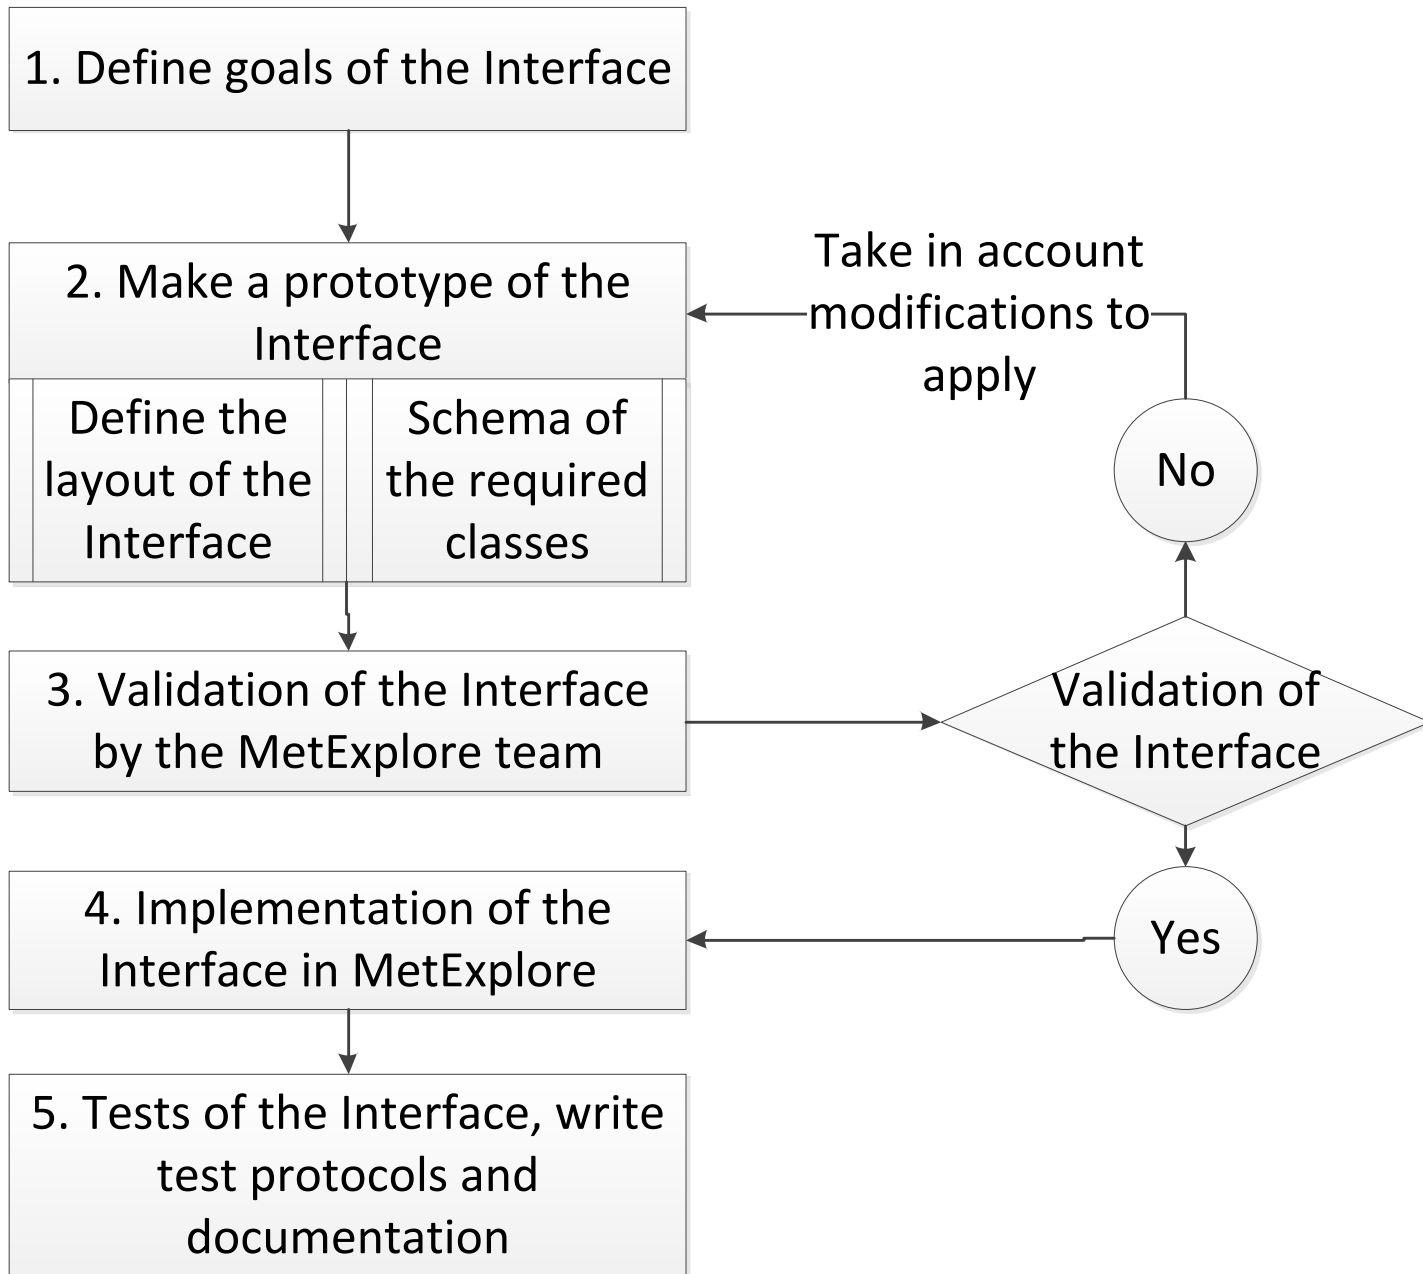 1. Define goals of the Interface
2. Make a prototype of the
Interface
Define the
layout of the
Interface
Schema of
the required
classes
Take in account
modifications to
apply
No
3. Validation of the Interface
by the MetExplore team
Validation of
the Interface
Yes
4. Implementation of the
Interface in MetExplore
5. Tests of the Interface, write
test protocols and
documentation